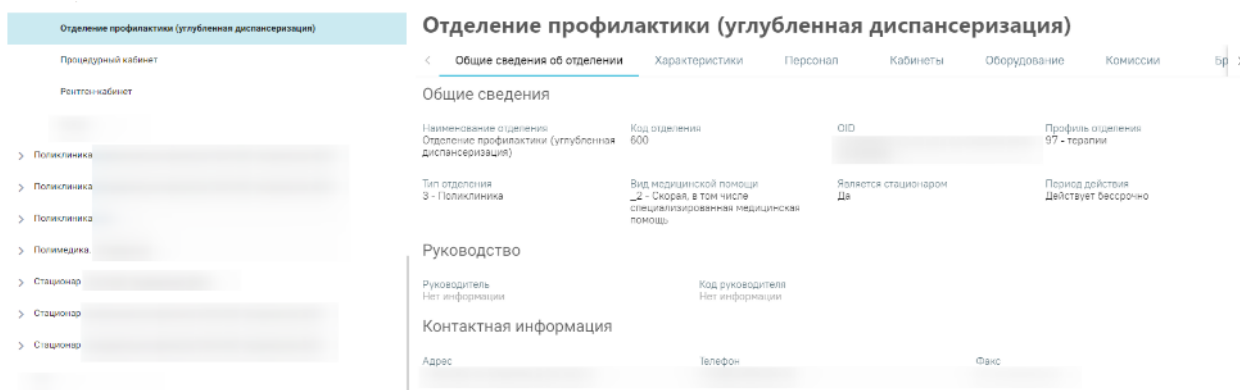 Отделение профилактики (углубленная диспансеризация)
Процедурный кабинет
Рентген-кабинет
Поликлиника
Поликлиника
Поликлиника
Полимедика.
Стационар
Стационар
Стационар
Отделение профилактики (углубленная диспансеризация)
Общие сведения об отделении Характеристики Персонал Кабинеты Оборудование Комиссии Бр
Общие сведения
Наименование отделения Код отделения OID Профиль отделения
Отделение профилактики (углубленная 600 97 - терапии
диспансеризация)
Тип отделения Вид медицинской помощи Является стационаром Период действия
3 - Поликлиника _2 - Скорая, в том числе Да Действует бессрочно
специализированная медицинская
помощь
Руководство
Руководитель Код руководителя
Нет информации Нет информации
Контактная информация
Адрес Телефон Факс